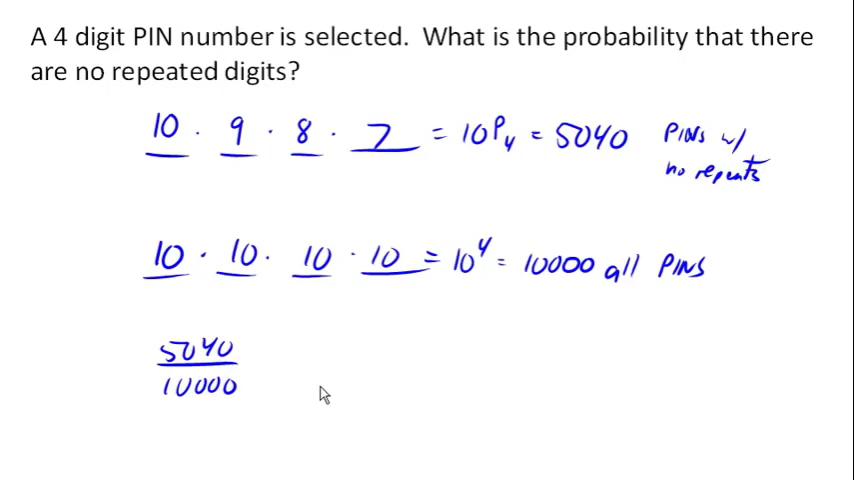 A 4 digit PIN number is selected. What is the probability that there
are no repeated digits?
10 · 9 · 8 · 7 = 10P4 = 5040 PINs w/
no repeats
10 · 10 · 10 · 10 = 10^4 = 10000 all PINs
5040
10000